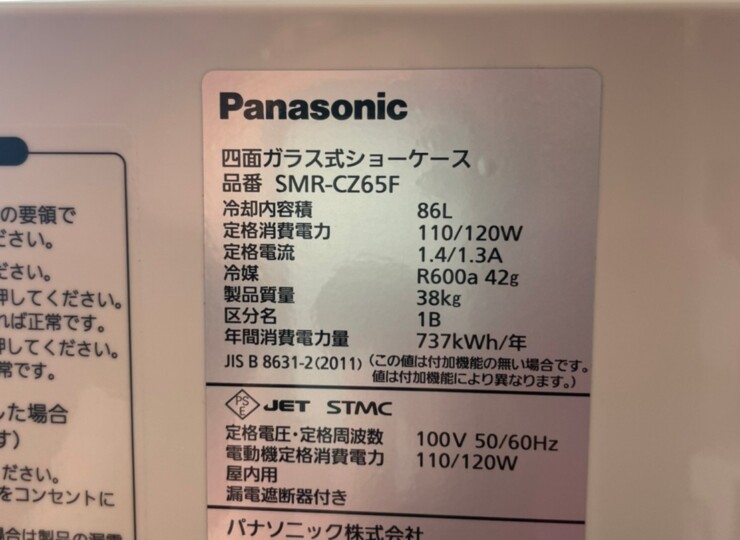 Panasonic
四面ガラス式ショーケース
品番 SMR-CZ65F
冷却内容積 86L
定格消費電力 110/120W
定格電流 1.4/1.3A
冷媒 R600a 42g
製品質量 38kg
区分名 1B
年間消費電力量 737kWh/年
JIS B 8631-2(2011) (この値は付加機能の無い場合です。
値は付加機能により異なります。)
PS
E JET STMC
定格電圧・定格周波数 100V 50/60Hz
電動機定格消費電力 110/120W
屋内用
漏電遮断器付き
パナソニック株式会社
の要領で
ださい。
ださい。
押してください。
れば正常です。
押してください。
常です。
した場合
す)
ださい。
をコンセントに
場合は製品の漏電